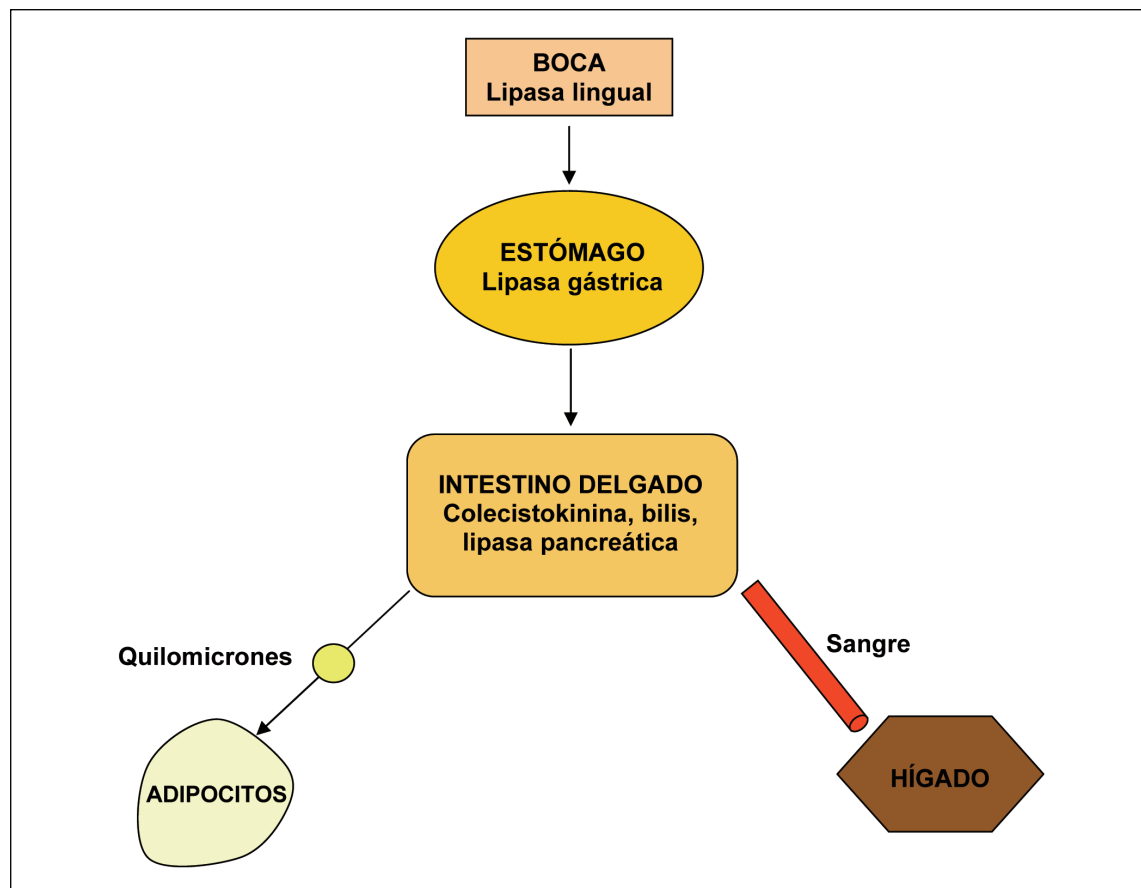 BOCA
Lipasa lingual
ESTÓMAGO
Lipasa gástrica
INTESTINO DELGADO
Colecistokinina, bilis,
lipasa pancreática
Quilomicrones
Sangre
ADIPOCITOS
HÍGADO